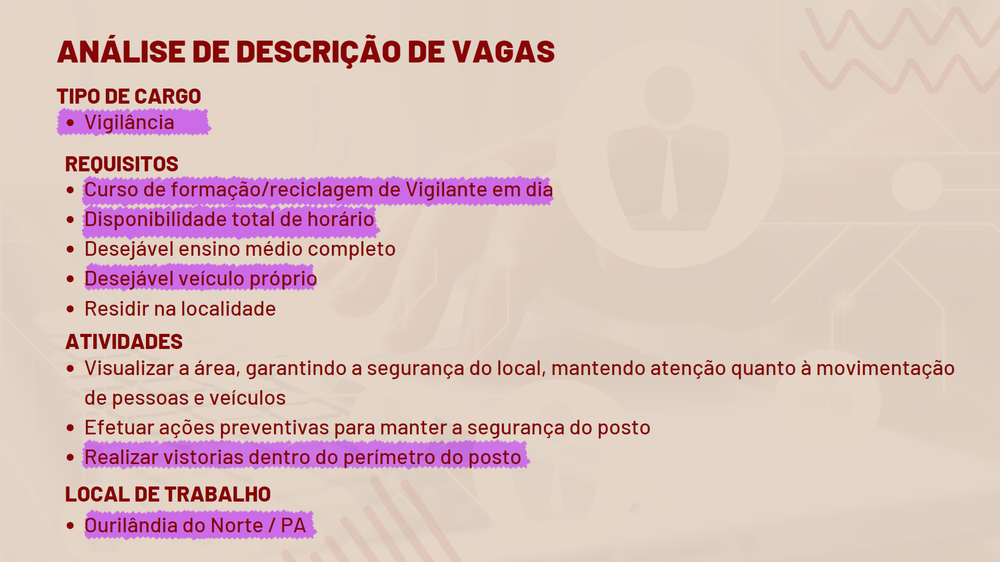 ANÁLISE DE DESCRIÇÃO DE VAGAS
TIPO DE CARGO
• Vigilância
REQUISITOS
• Curso de formação/reciclagem de Vigilante em dia
• Disponibilidade total de horário
• Desejável ensino médio completo
• Desejável veículo próprio
• Residir na localidade
ATIVIDADES
• Visualizar a área, garantindo a segurança do local, mantendo atenção quanto à movimentação
de pessoas e veículos
• Efetuar ações preventivas para manter a segurança do posto
• Realizar vistorias dentro do perímetro do posto
LOCAL DE TRABALHO
• Ourilândia do Norte / PA